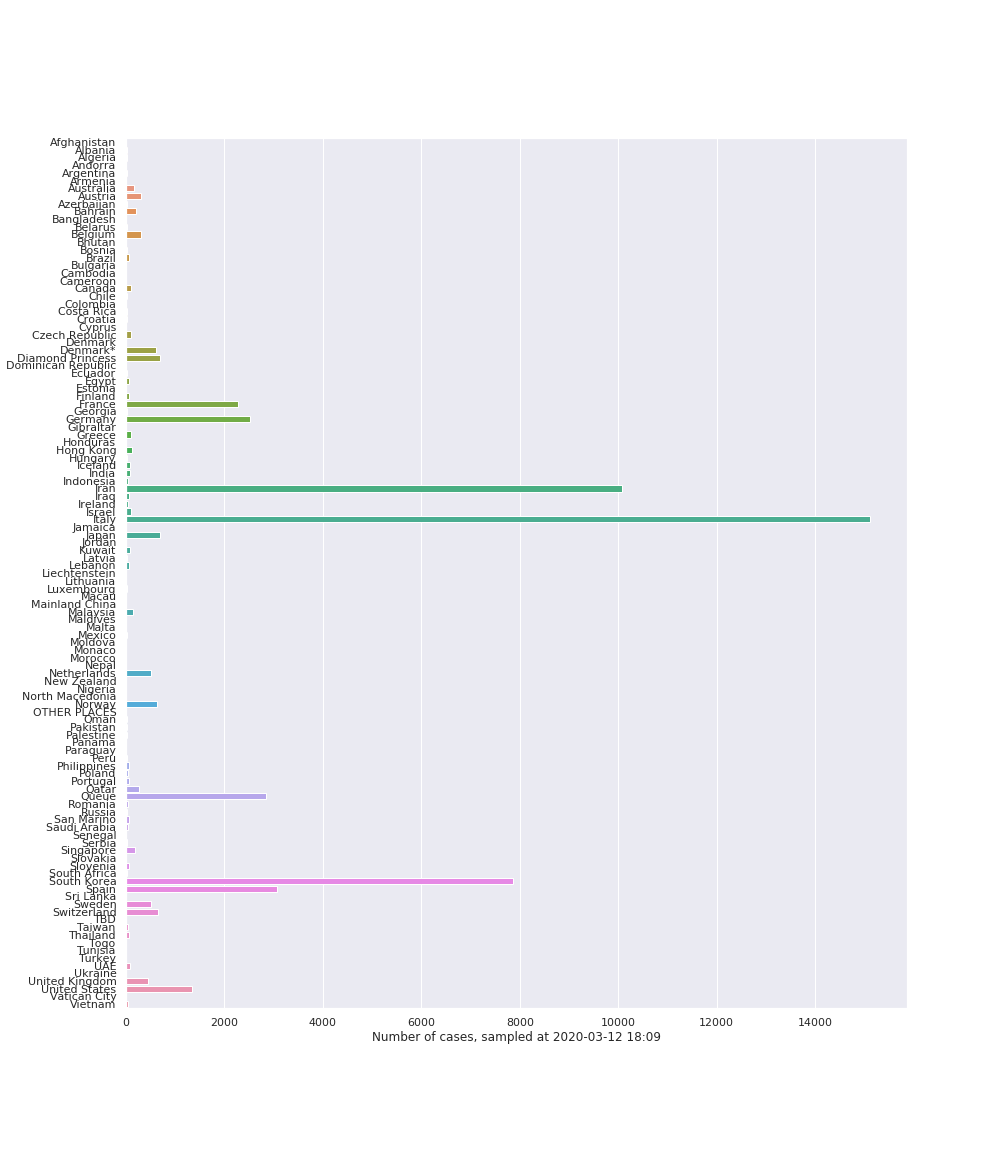 Afghanistan
Albania
Algeria
Andorra
Argentina
Armenia
Australia
Austria
Azerbaijan
Bahrain
Bangladesh
Belarus
Belgium
Bhutan
Bosnia
Brazil
Bulgaria
Cambodia
Cameroon
Canada
Chile
Colombia
Costa Rica
Croatia
Cyprus
Czech Republic
Denmark
Denmark*
Diamond Princess
Dominican Republic
Ecuador
Egypt
Estonia
Finland
France
Georgia
Germany
Gibraltar
Greece
Honduras
Hong Kong
Hungary
Iceland
India
Indonesia
Iran
Iraq
Ireland
Israel
Italy
Jamaica
Japan
Jordan
Kuwait
Latvia
Lebanon
Liechtenstein
Lithuania
Luxembourg
Macau
Mainland China
Malaysia
Maldives
Malta
Mexico
Moldova
Monaco
Morocco
Nepal
Netherlands
New Zealand
Nigeria
North Macedonia
Norway
OTHER PLACES
Oman
Pakistan
Palestine
Panama
Paraguay
Peru
Philippines
Poland
Portugal
Qatar
Queue
Romania
Russia
San Marino
Saudi Arabia
Senegal
Serbia
Singapore
Slovakia
Slovenia
South Africa
South Korea
Spain
Sri Lanka
Sweden
Switzerland
TBD
Taiwan
Thailand
Togo
Tunisia
Turkey
UAE
Ukraine
United Kingdom
United States
Vatican City
Vietnam
0 2000 4000 6000 8000 10000 12000 14000
Number of cases, sampled at 2020-03-12 18:09